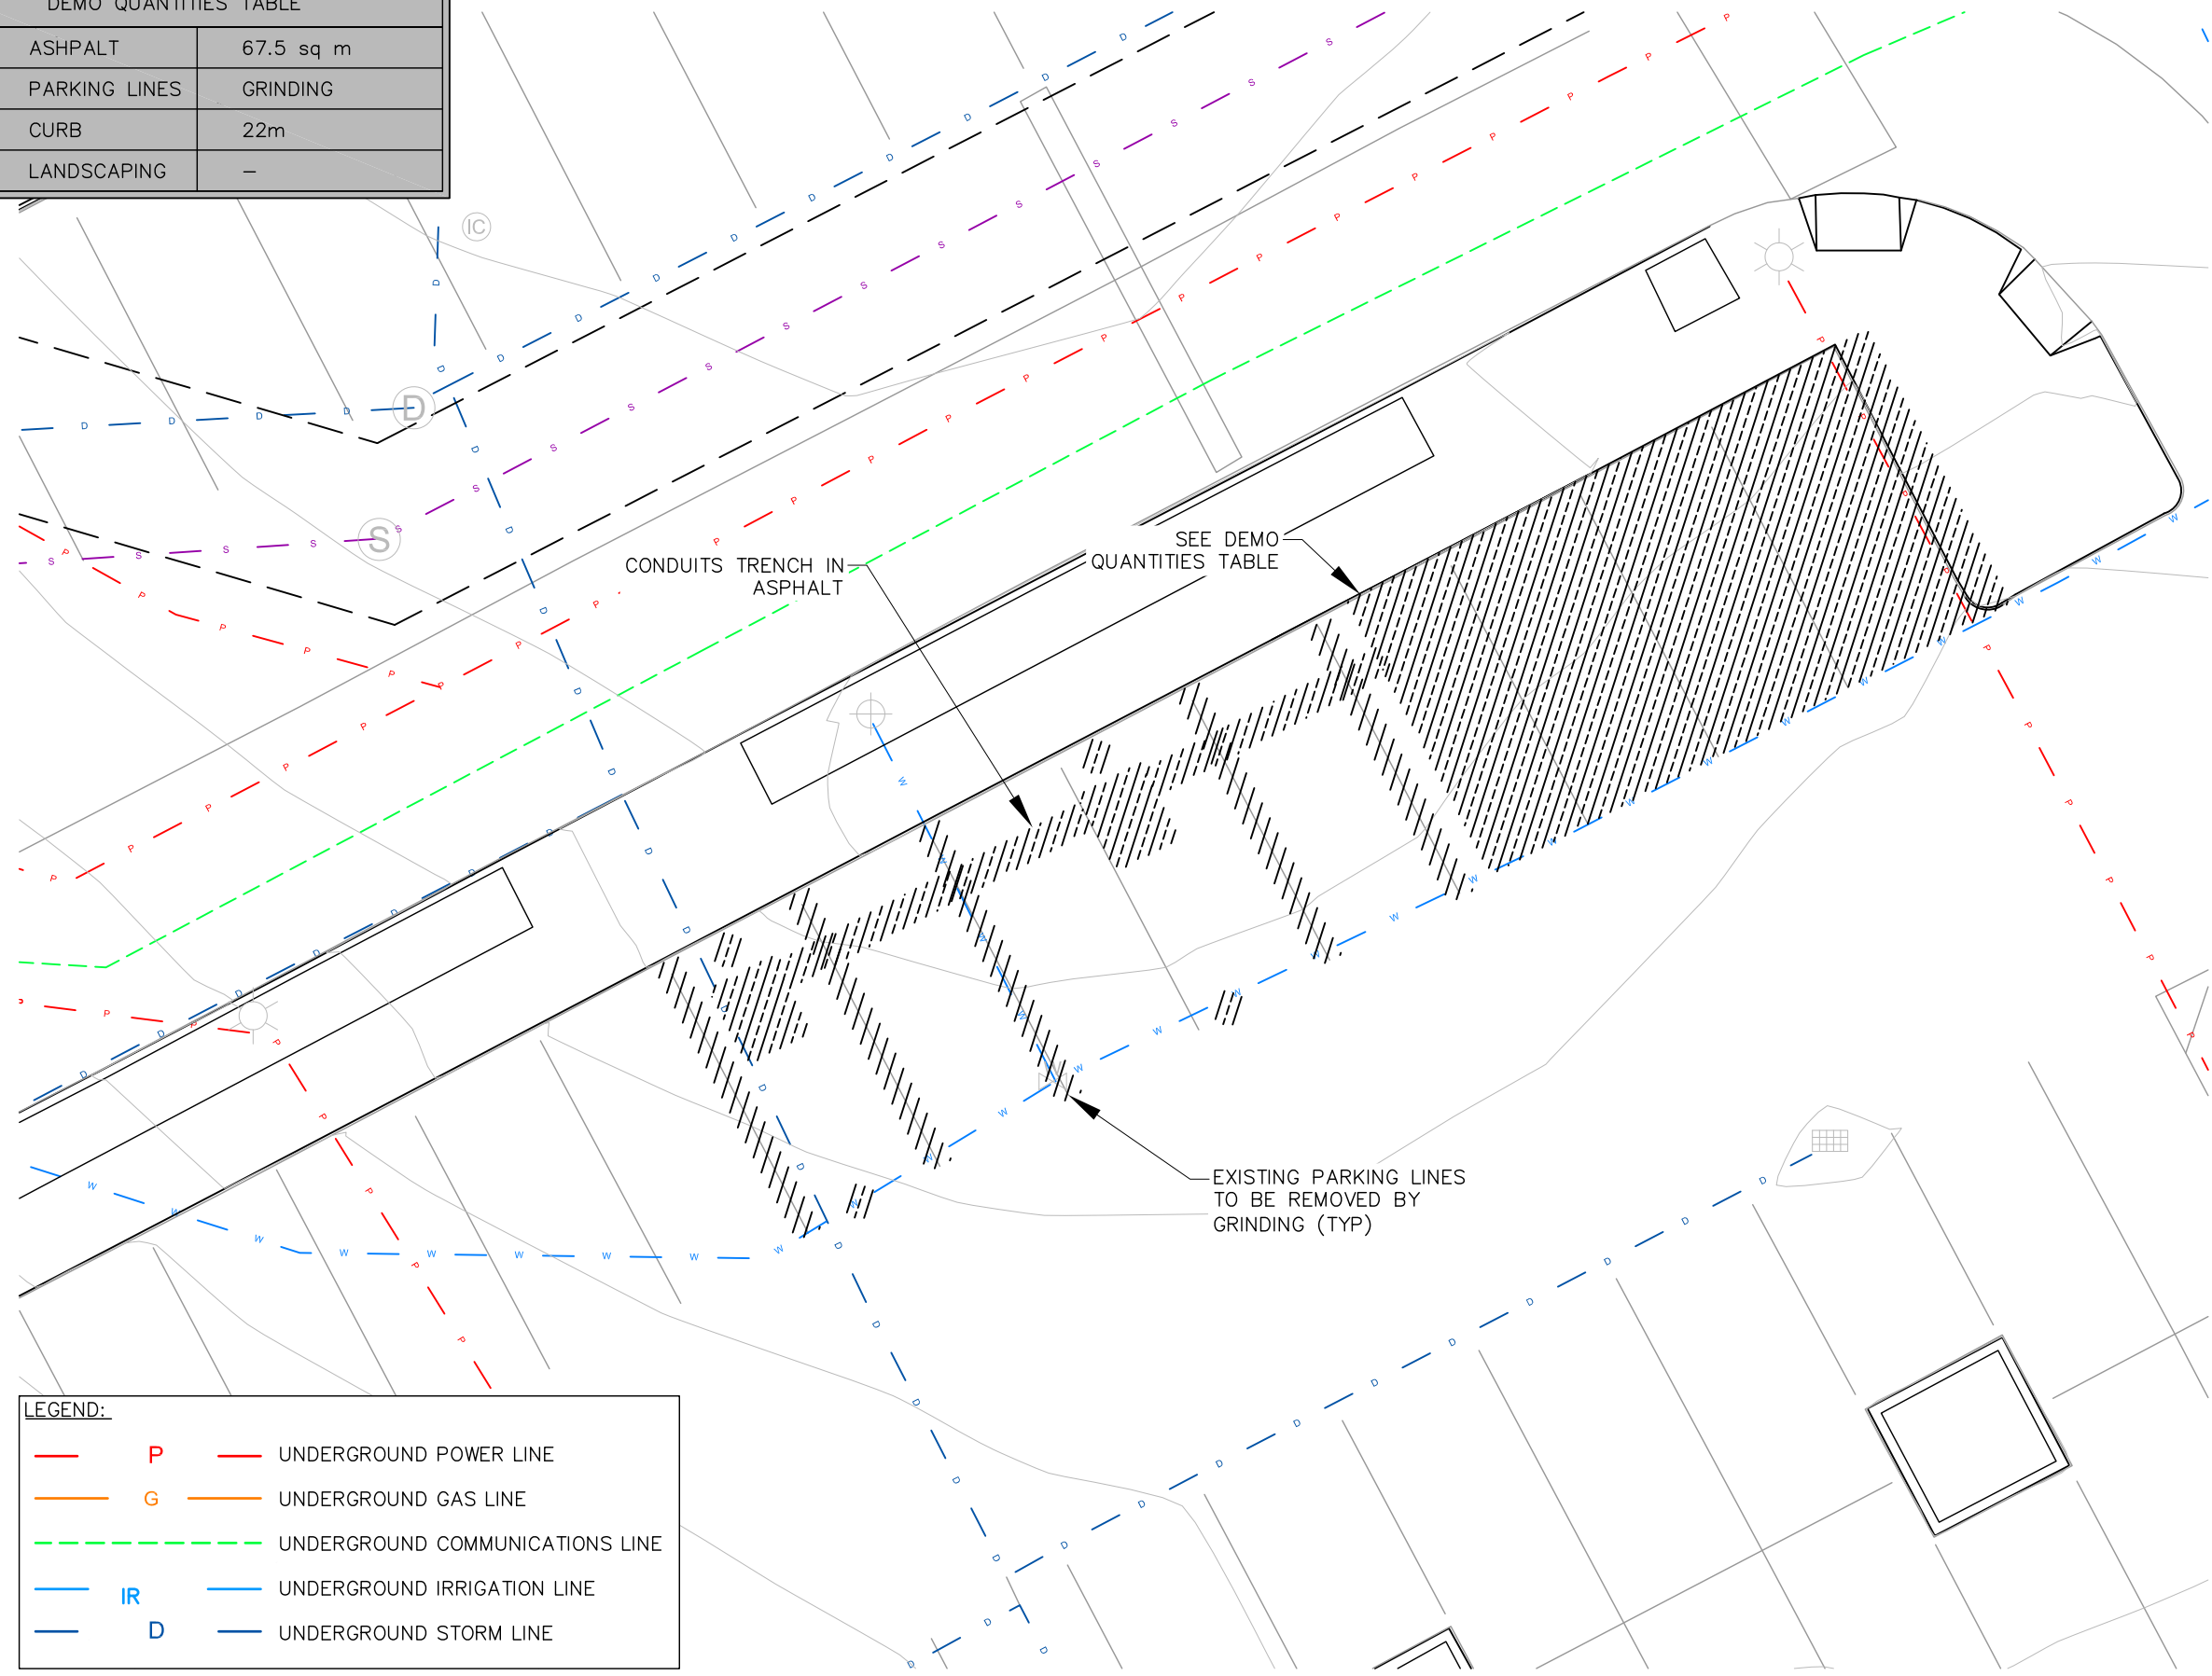 DEMO QUANTITIES TABLE
ASHPALT 67.5 sq m
PARKING LINES GRINDING
CURB 22m
LANDSCAPING –
IC
D
S
CONDUITS TRENCH IN
ASPHALT
SEE DEMO
QUANTITIES TABLE
EXISTING PARKING LINES
TO BE REMOVED BY
GRINDING (TYP)
LEGEND:
P UNDERGROUND POWER LINE
G UNDERGROUND GAS LINE
UNDERGROUND COMMUNICATIONS LINE
IR UNDERGROUND IRRIGATION LINE
D UNDERGROUND STORM LINE